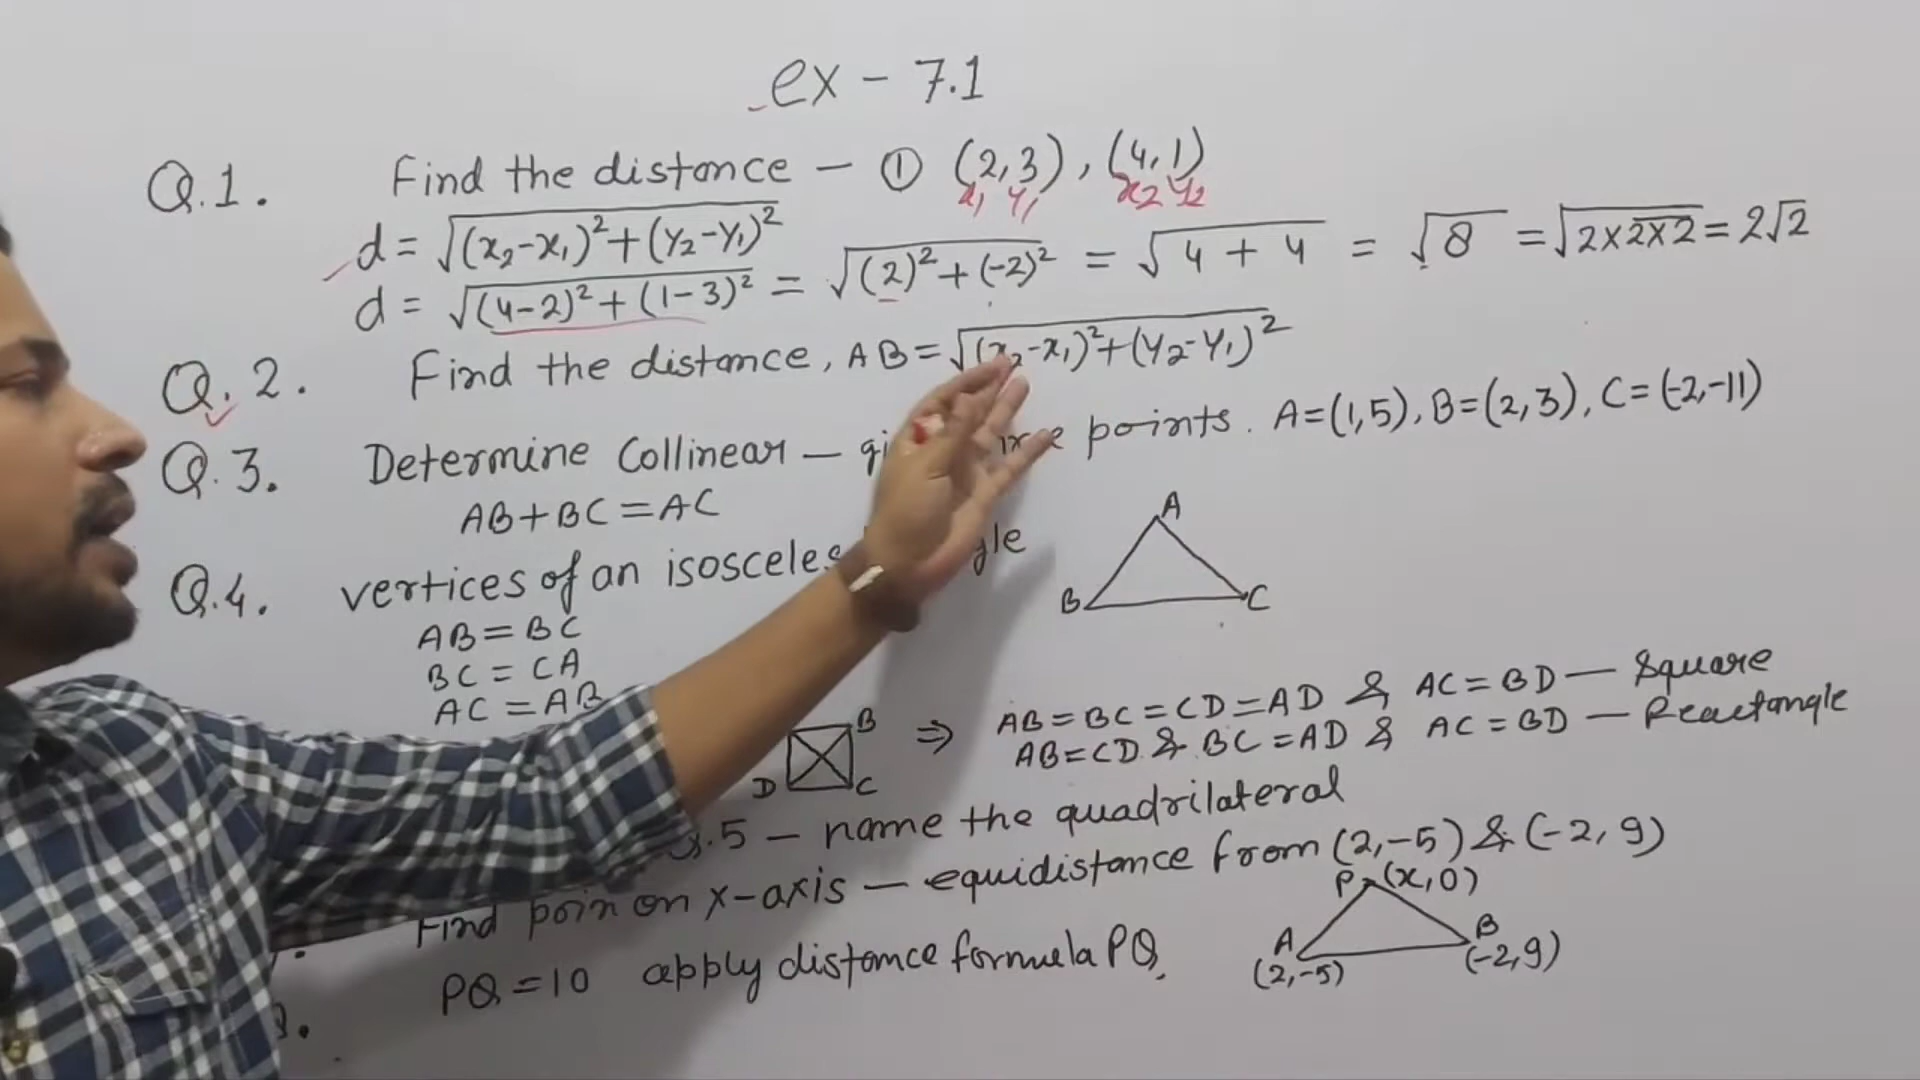 ex - 7.1
Q.1. Find the distance - ① (2,3), (4,1)
x₁ y₁ x₂ y₂
d = √(x₂-x₁)²+(y₂-y₁)²
d = √(4-2)²+(1-3)² = √(2)²+(-2)² = √4+4 = √8 = √2×2×2 = 2√2
Q.2. Find the distance, AB = √(x₂-x₁)²+(y₂-y₁)²
Q.3. Determine Collinear - points. A=(1,5), B=(2,3), C=(-2,-11)
AB+BC=AC
Q.4. vertices of an isosceles
AB=BC
BC = CA
AC = AB
A
B C
B
D C
⇒ AB=BC=CD=AD & AC=BD - Square
AB=CD & BC=AD & AC=BD - Reactangle
.5 - name the quadrilateral
Find poin on x-axis - equidistance from (2,-5) & (-2,9)
PQ=10 apply distance formula PQ.
P (x,0)
A B
(2,-5) (-2,9)